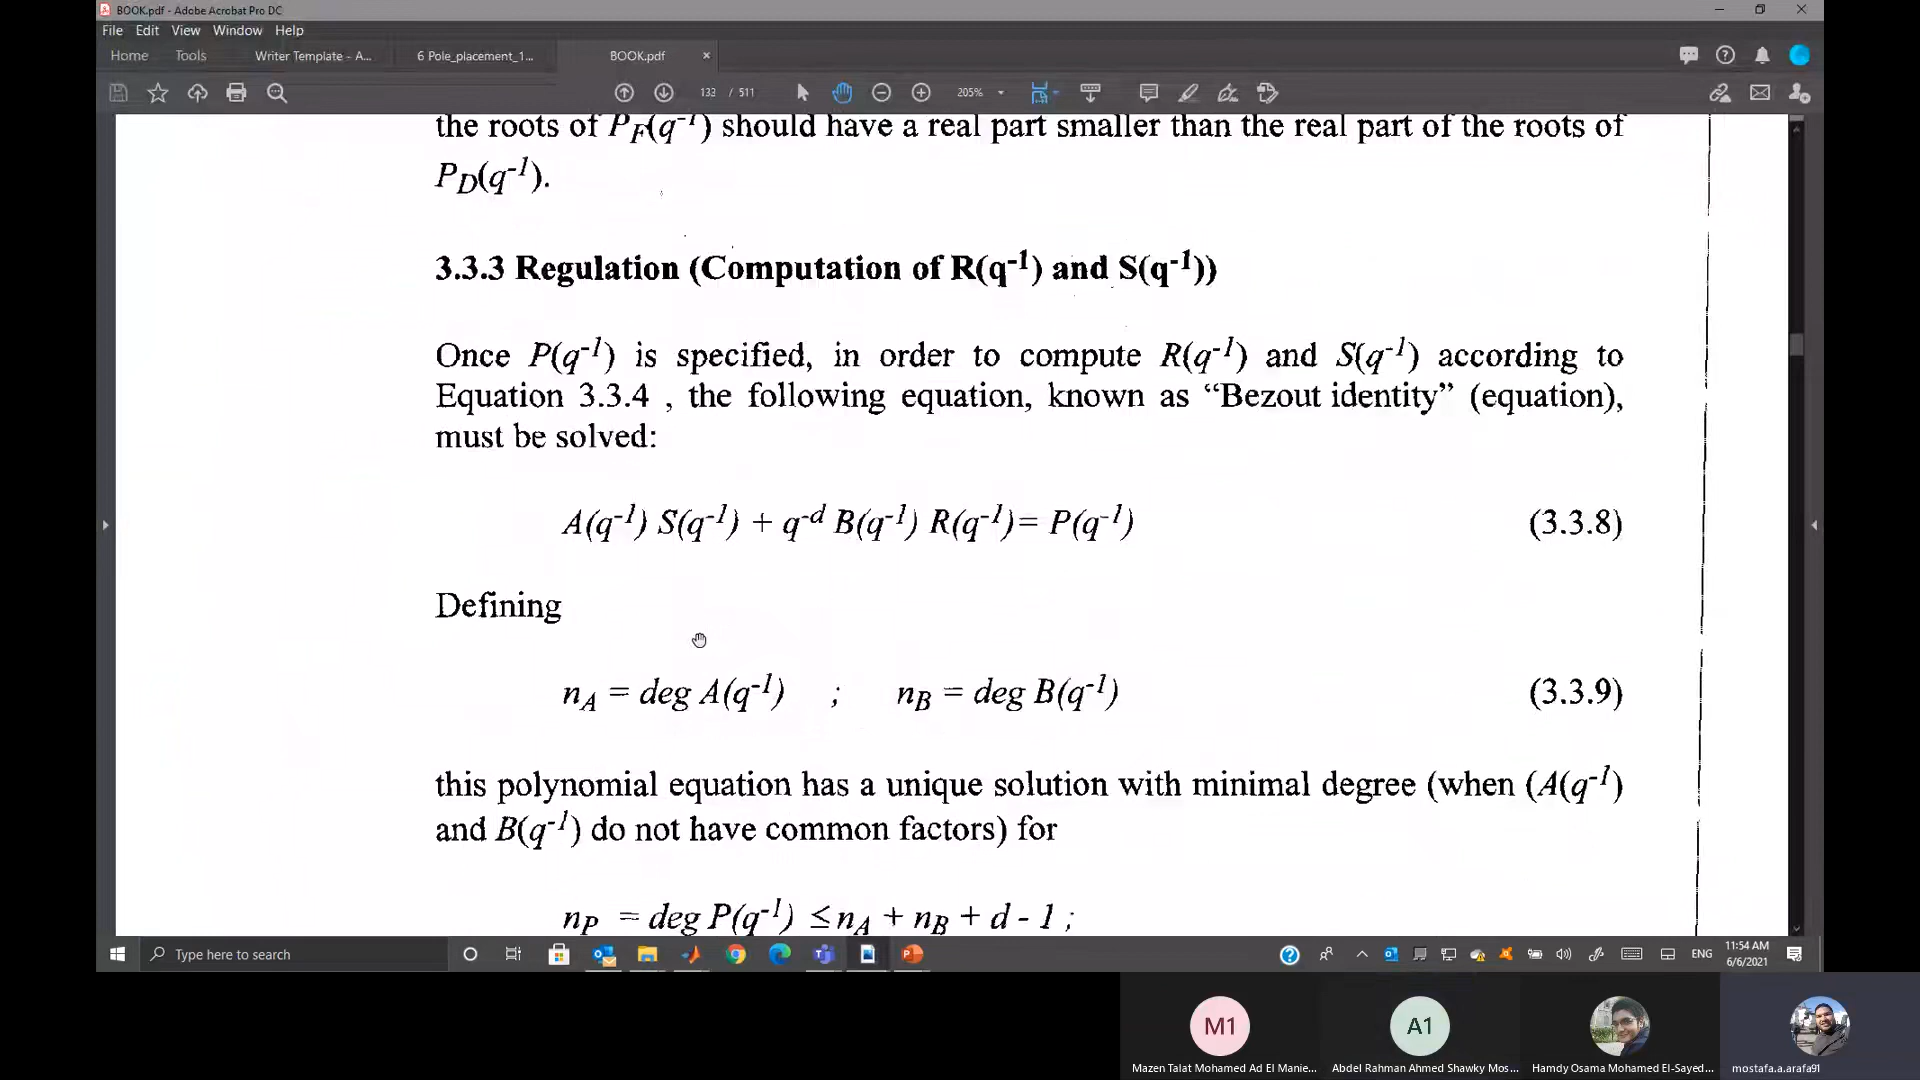 BOOK.pdf - Adobe Acrobat Pro DC
File Edit View Window Help
Home Tools Writer Template - A... 6 Pole_placement_1... BOOK.pdf ×
133 / 511 205%
the roots of P_F(q^-1) should have a real part smaller than the real part of the roots of
P_D(q^-1).
3.3.3 Regulation (Computation of R(q^-1) and S(q^-1))
Once P(q^-1) is specified, in order to compute R(q^-1) and S(q^-1) according to
Equation 3.3.4 , the following equation, known as “Bezout identity” (equation),
must be solved:
A(q^-1) S(q^-1) + q^-d B(q^-1) R(q^-1)= P(q^-1) (3.3.8)
Defining
n_A = deg A(q^-1) ; n_B = deg B(q^-1) (3.3.9)
this polynomial equation has a unique solution with minimal degree (when (A(q^-1)
and B(q^-1) do not have common factors) for
n_P = deg P(q^-1) ≤ n_A + n_B + d - 1 ;
Type here to search ENG 11:54 AM
6/6/2021
M1 A1
Mazen Talat Mohamed Ad El Manie... Abdel Rahman Ahmed Shawky Mos... Hamdy Osama Mohamed El-Sayed... mostafa.a.arafa91